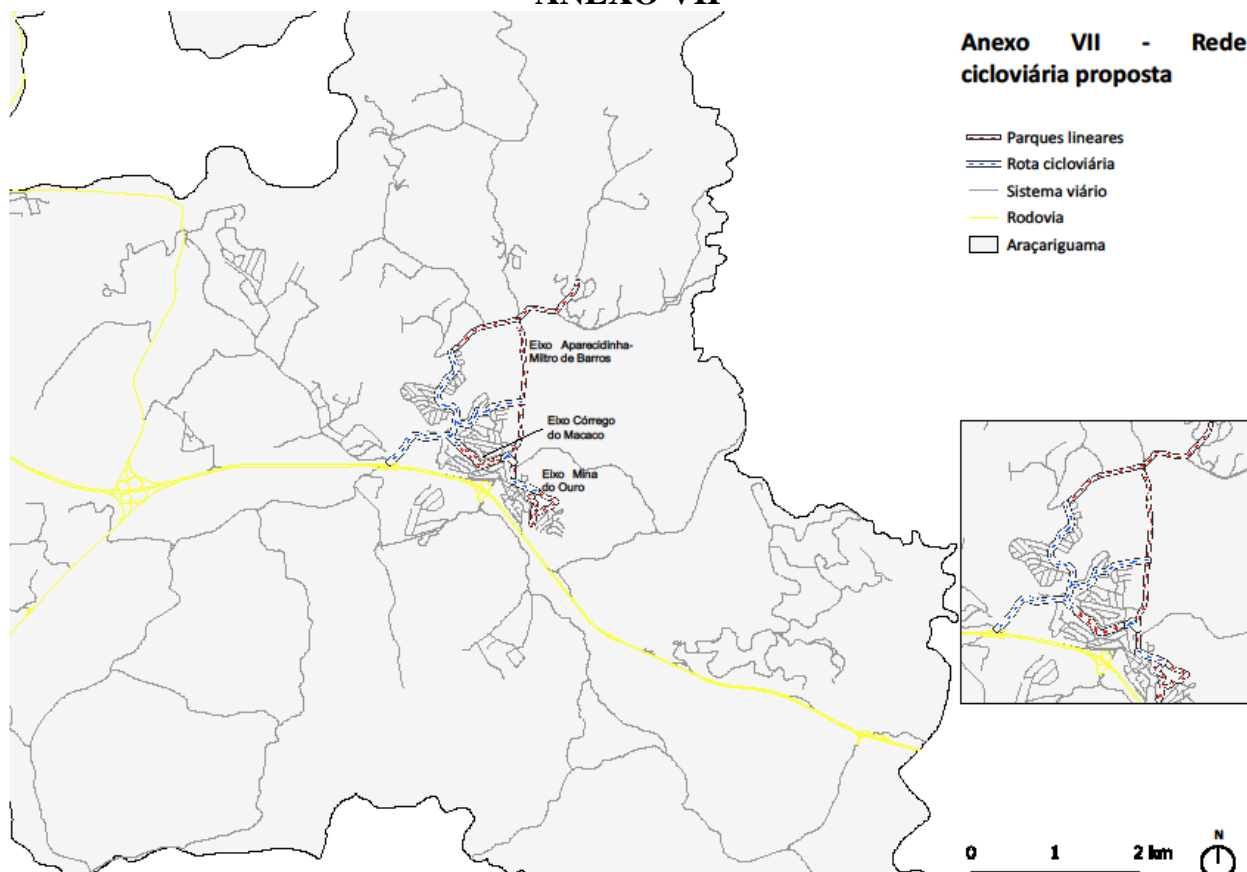 ANEXO VII
Anexo VII - Rede
cicloviária proposta
Parques lineares
Rota cicloviária
Sistema viário
Rodovia
Araçariguama
Eixo Aparecidinha-
Miltro de Barros
Eixo Córrego
do Macaco
Eixo Mina
do Ouro
0 1 2 km
N